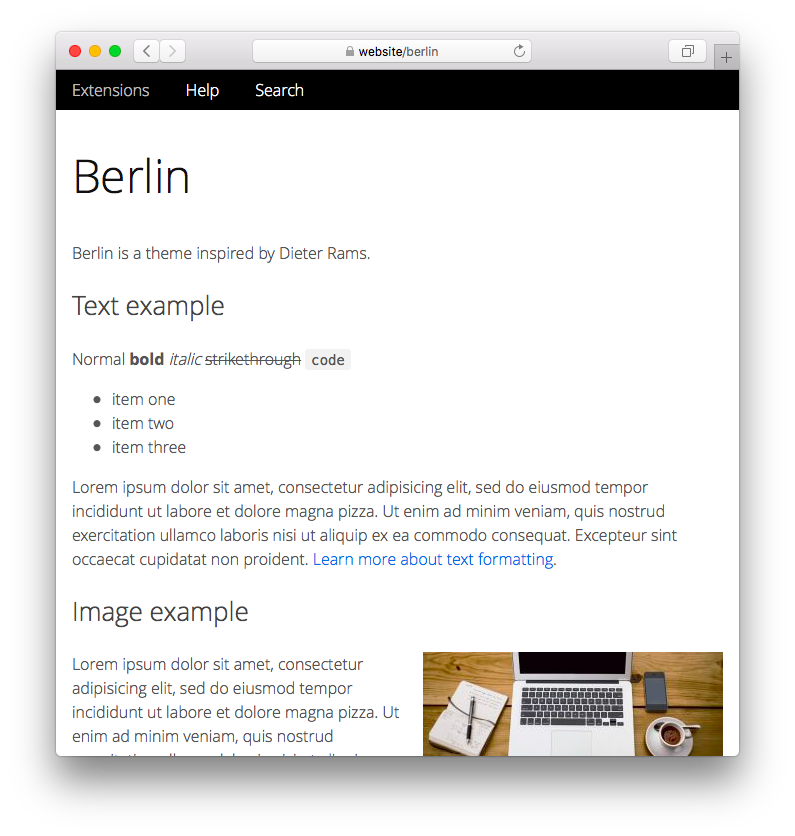 website/berlin
Extensions Help Search
Berlin
Berlin is a theme inspired by Dieter Rams.
Text example
Normal bold italic strikethrough code
• item one
• item two
• item three
Lorem ipsum dolor sit amet, consectetur adipisicing elit, sed do eiusmod tempor
incididunt ut labore et dolore magna pizza. Ut enim ad minim veniam, quis nostrud
exercitation ullamco laboris nisi ut aliquip ex ea commodo consequat. Excepteur sint
occaecat cupidatat non proident. Learn more about text formatting.
Image example
Lorem ipsum dolor sit amet, consectetur
adipisicing elit, sed do eiusmod tempor
incididunt ut labore et dolore magna pizza. Ut
enim ad minim veniam, quis nostrud